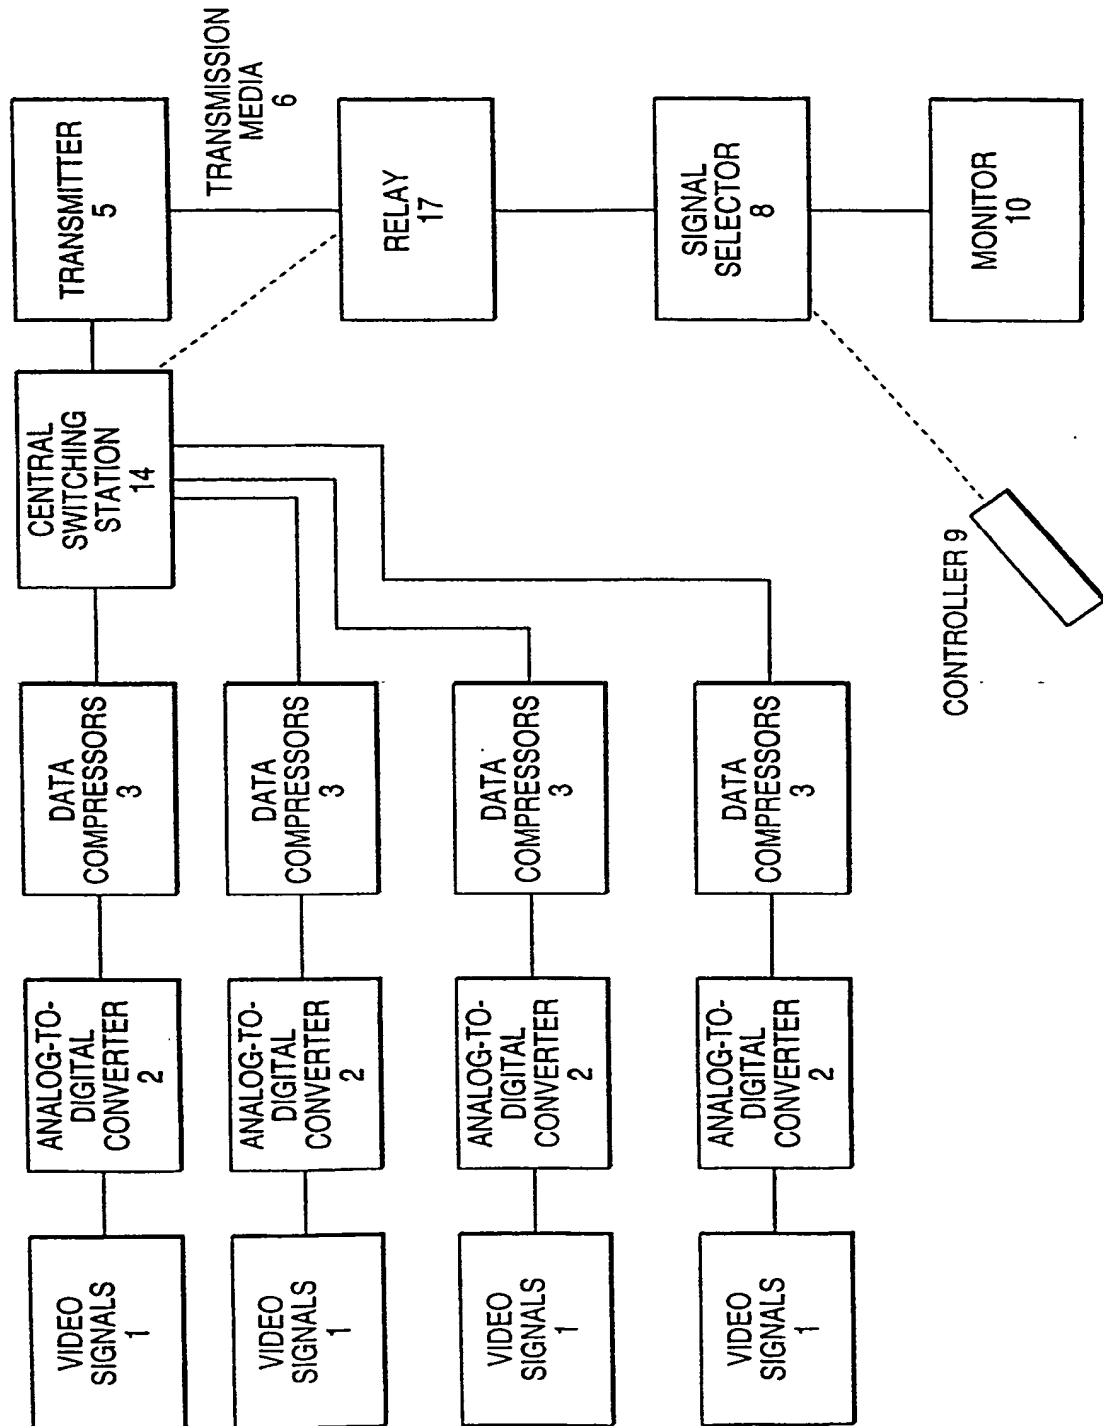 VIDEO
SIGNALS
1
ANALOG-TO-
DIGITAL
CONVERTER
2
DATA
COMPRESSORS
3
CENTRAL
SWITCHING
STATION
14
TRANSMITTER
5
VIDEO
SIGNALS
1
ANALOG-TO-
DIGITAL
CONVERTER
2
DATA
COMPRESSORS
3
TRANSMISSION
MEDIA
6
RELAY
17
VIDEO
SIGNALS
1
ANALOG-TO-
DIGITAL
CONVERTER
2
DATA
COMPRESSORS
3
SIGNAL
SELECTOR
8
VIDEO
SIGNALS
1
ANALOG-TO-
DIGITAL
CONVERTER
2
DATA
COMPRESSORS
3
CONTROLLER 9
MONITOR
10